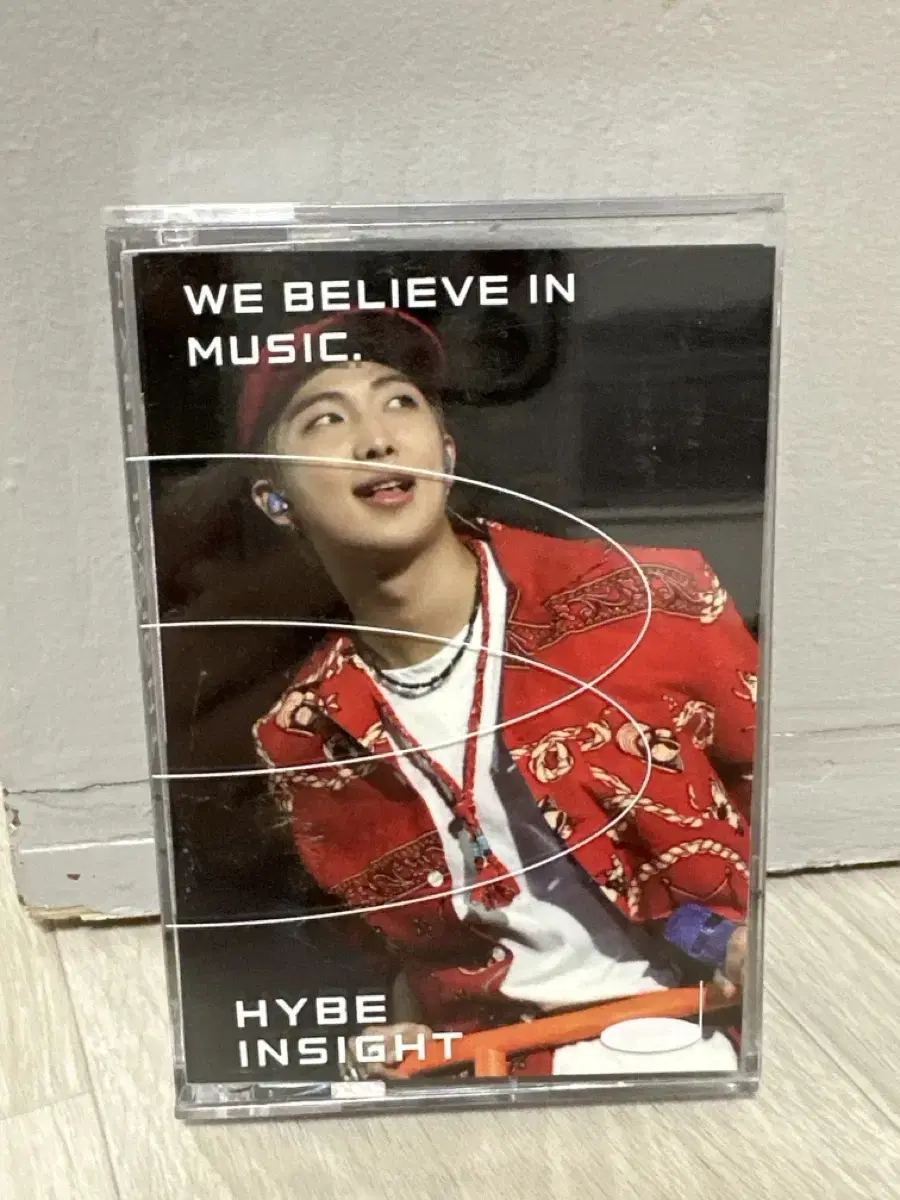 WE BELIEVE IN
MUSIC.
HYBE
INSIGHT